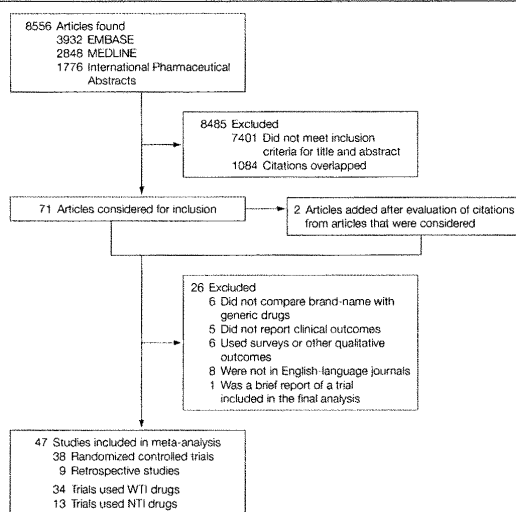 8556 Articles found
3932 EMBASE
2848 MEDLINE
1776 International Pharmaceutical
Abstracts
8485 Excluded
7401 Did not meet inclusion
criteria for title and abstract
1084 Citations overlapped
71 Articles considered for inclusion
2 Articles added after evaluation of citations
from articles that were considered
26 Excluded
6 Did not compare brand-name with
generic drugs
5 Did not report clinical outcomes
6 Used surveys or other qualitative
outcomes
8 Were not in English-language journals
1 Was a brief report of a trial
included in the final analysis
47 Studies included in meta-analysis
38 Randomized controlled trials
9 Retrospective studies
34 Trials used WTI drugs
13 Trials used NTI drugs